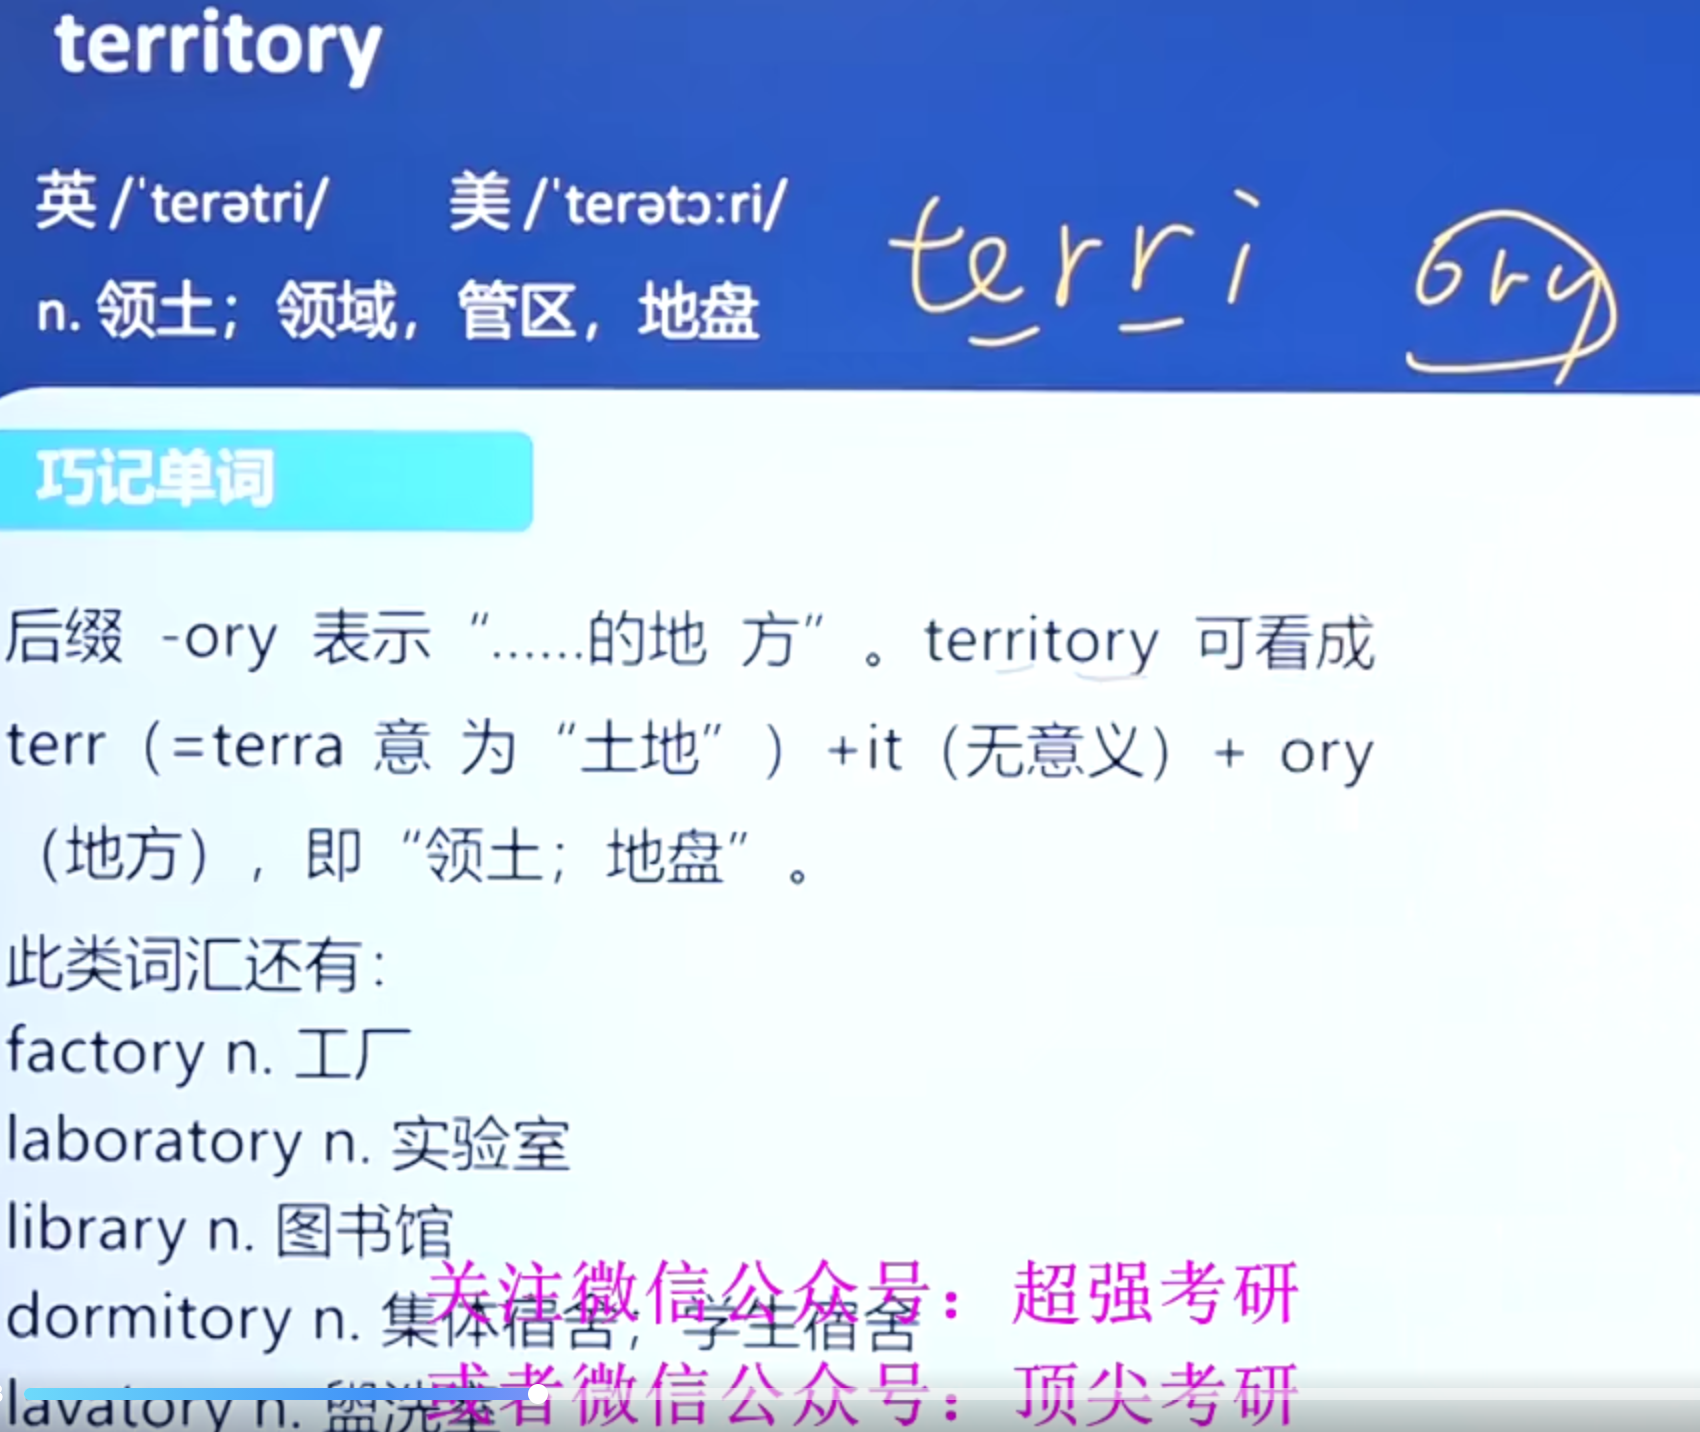 territory
英 /ˈterətri/ 美 /ˈterətɔːri/
n. 领土；领域，管区，地盘
terri ory
巧记单词
后缀 -ory 表示 “……的地 方” 。territory 可看成
terr（=terra 意 为 “土地” ）+it（无意义）+ ory
（地方），即 “领土；地盘” 。
此类词汇还有：
factory n. 工厂
laboratory n. 实验室
library n. 图书馆
dormitory n. 集体宿舍；学生宿舍
关注微信公众号：超强考研
lavatory n. 盥洗室
或者微信公众号：顶尖考研